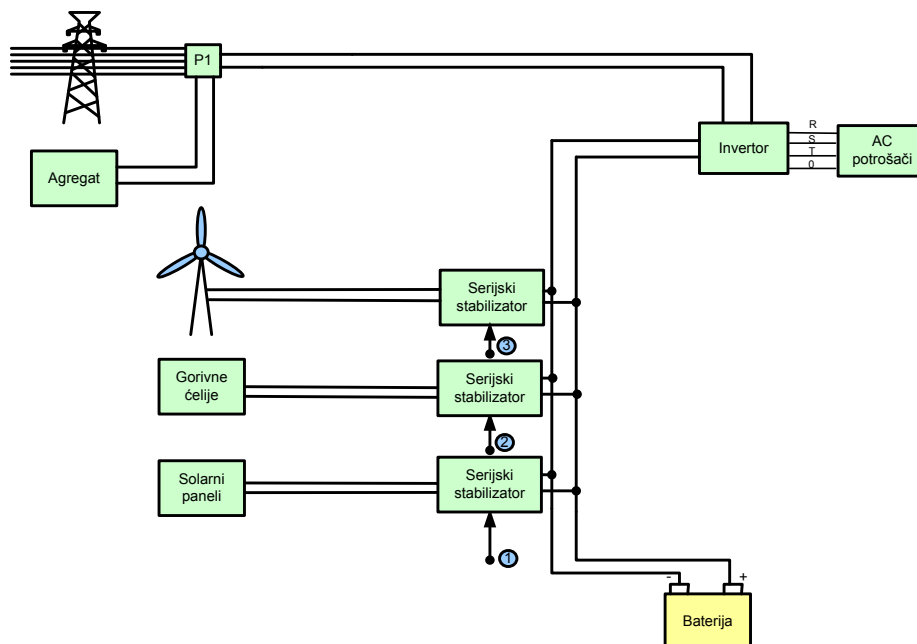 P1
R
S
T
0
Invertor
AC
potrošači
Agregat
Serijski
stabilizator
3
Gorivne
ćelije
Serijski
stabilizator
2
Solarni
paneli
Serijski
stabilizator
1
- +
Baterija